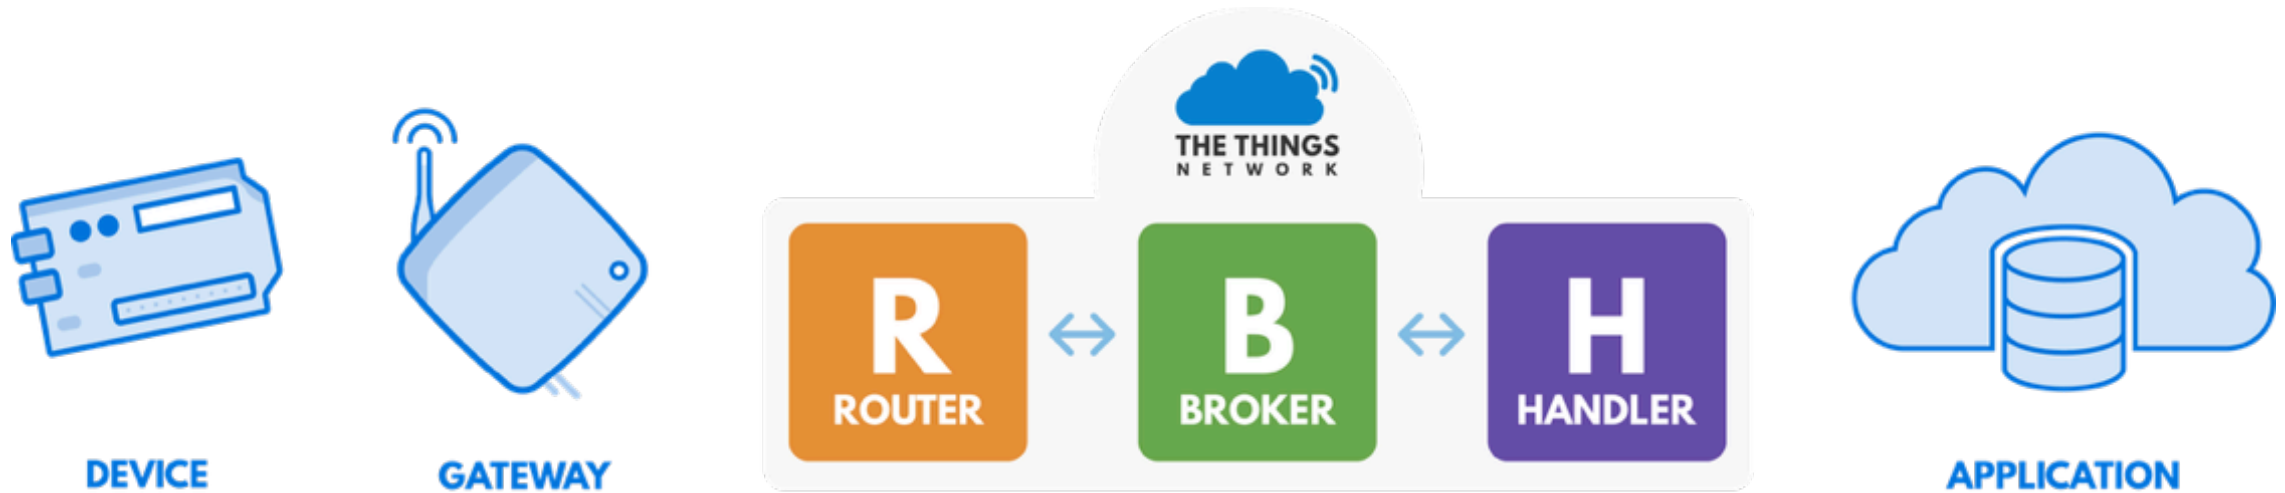 THE THINGS
NETWORK
R
ROUTER
B
BROKER
H
HANDLER
DEVICE
GATEWAY
APPLICATION